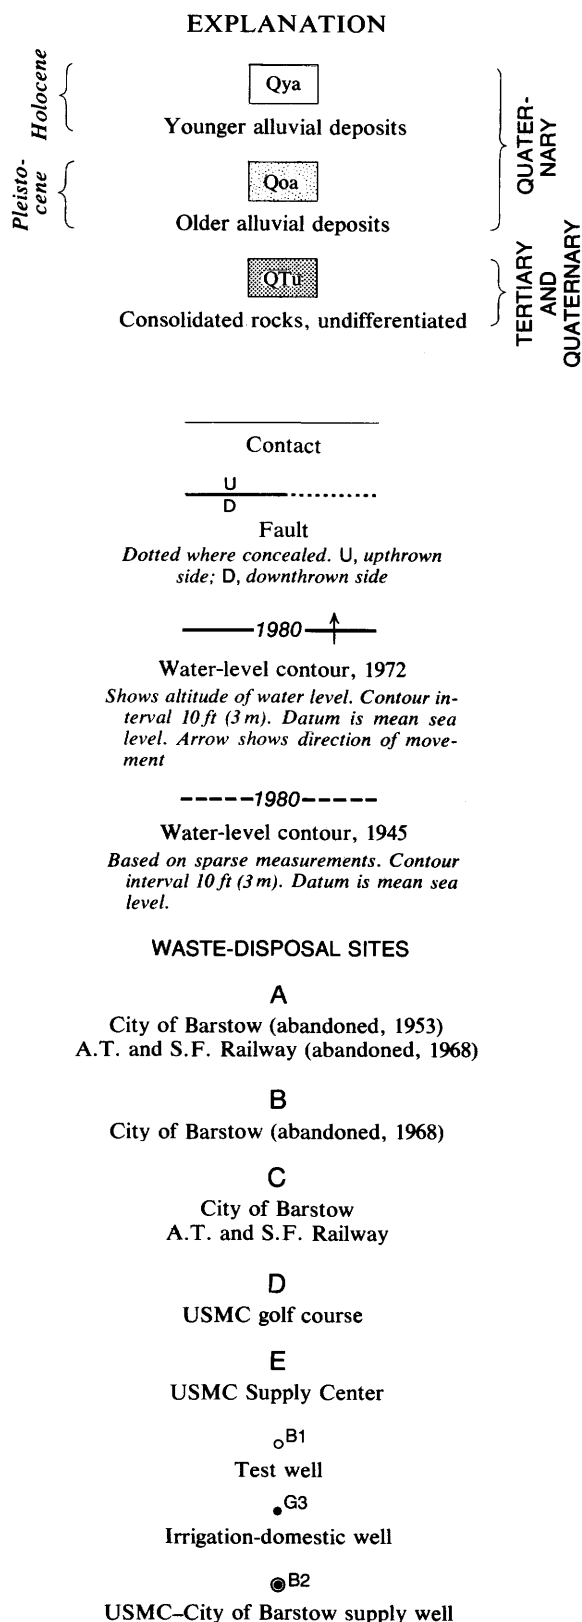 EXPLANATION
Holocene
Qya
Younger alluvial deposits
Pleisto-
cene
Qoa
Older alluvial deposits
QUATER-
NARY
QTu
Consolidated rocks, undifferentiated
TERTIARY
AND
QUATERNARY
Contact
U
D
Fault
Dotted where concealed. U, upthrown
side; D, downthrown side
1980
Water-level contour, 1972
Shows altitude of water level. Contour in-
terval 10 ft (3 m). Datum is mean sea
level. Arrow shows direction of move-
ment
1980
Water-level contour, 1945
Based on sparse measurements. Contour
interval 10 ft (3 m). Datum is mean sea
level.
WASTE-DISPOSAL SITES
A
City of Barstow (abandoned, 1953)
A.T. and S.F. Railway (abandoned, 1968)
B
City of Barstow (abandoned, 1968)
C
City of Barstow
A.T. and S.F. Railway
D
USMC golf course
E
USMC Supply Center
B1
Test well
G3
Irrigation-domestic well
B2
USMC–City of Barstow supply well